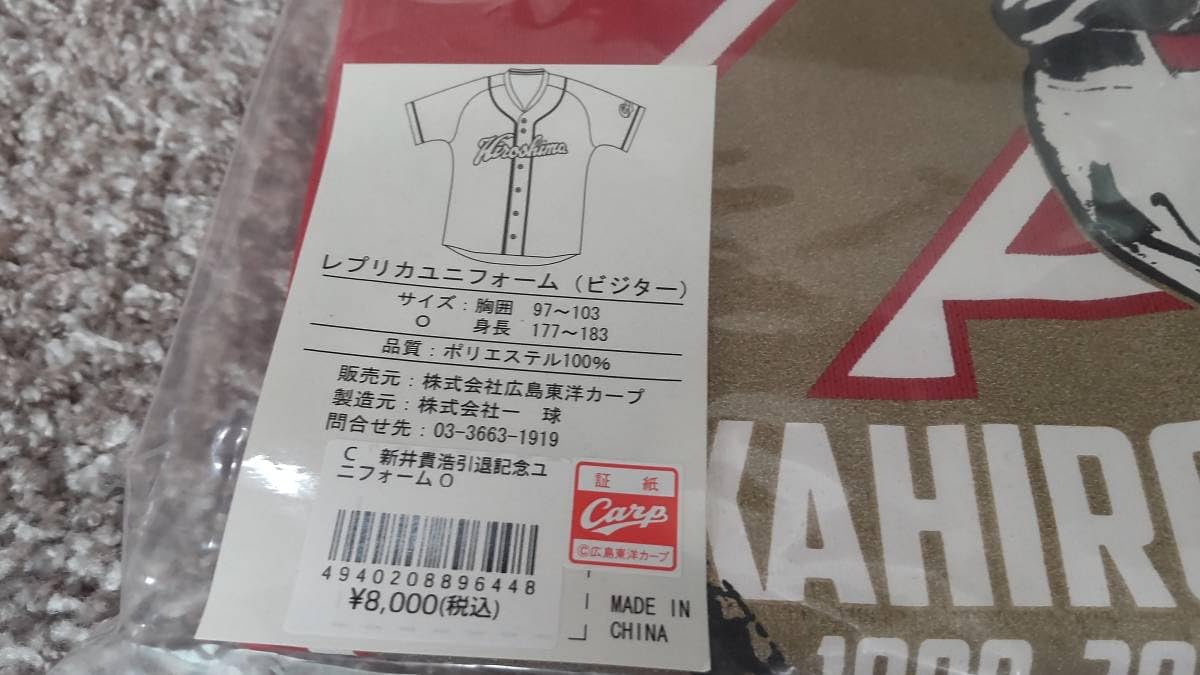 Hiroshima
レプリカユニフォーム(ビジター)
サイズ:胸囲 97〜103
O 身長 177〜183
品質:ポリエステル100%
販売元:株式会社広島東洋カープ
製造元:株式会社一 球
問合せ先:03-3663-1919
C 新井貴浩引退記念ユ
ニフォームO
4940208896448
¥8,000(税込)
証 紙
Carp
©広島東洋カープ
MADE IN
CHINA
KAHIRO